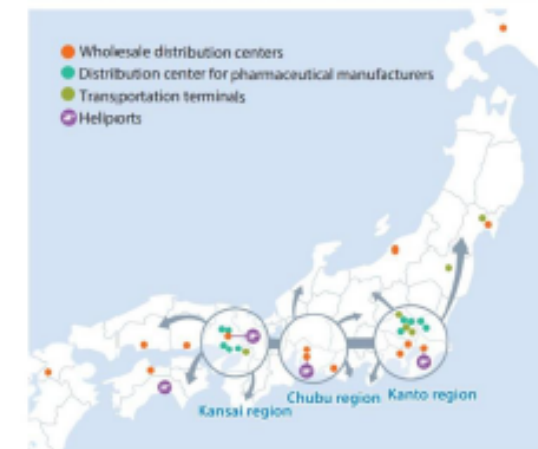 Wholesale distribution centers
Distribution center for pharmaceutical manufacturers
Transportation terminals
Heliports
Kansai region
Chubu region
Kanto region